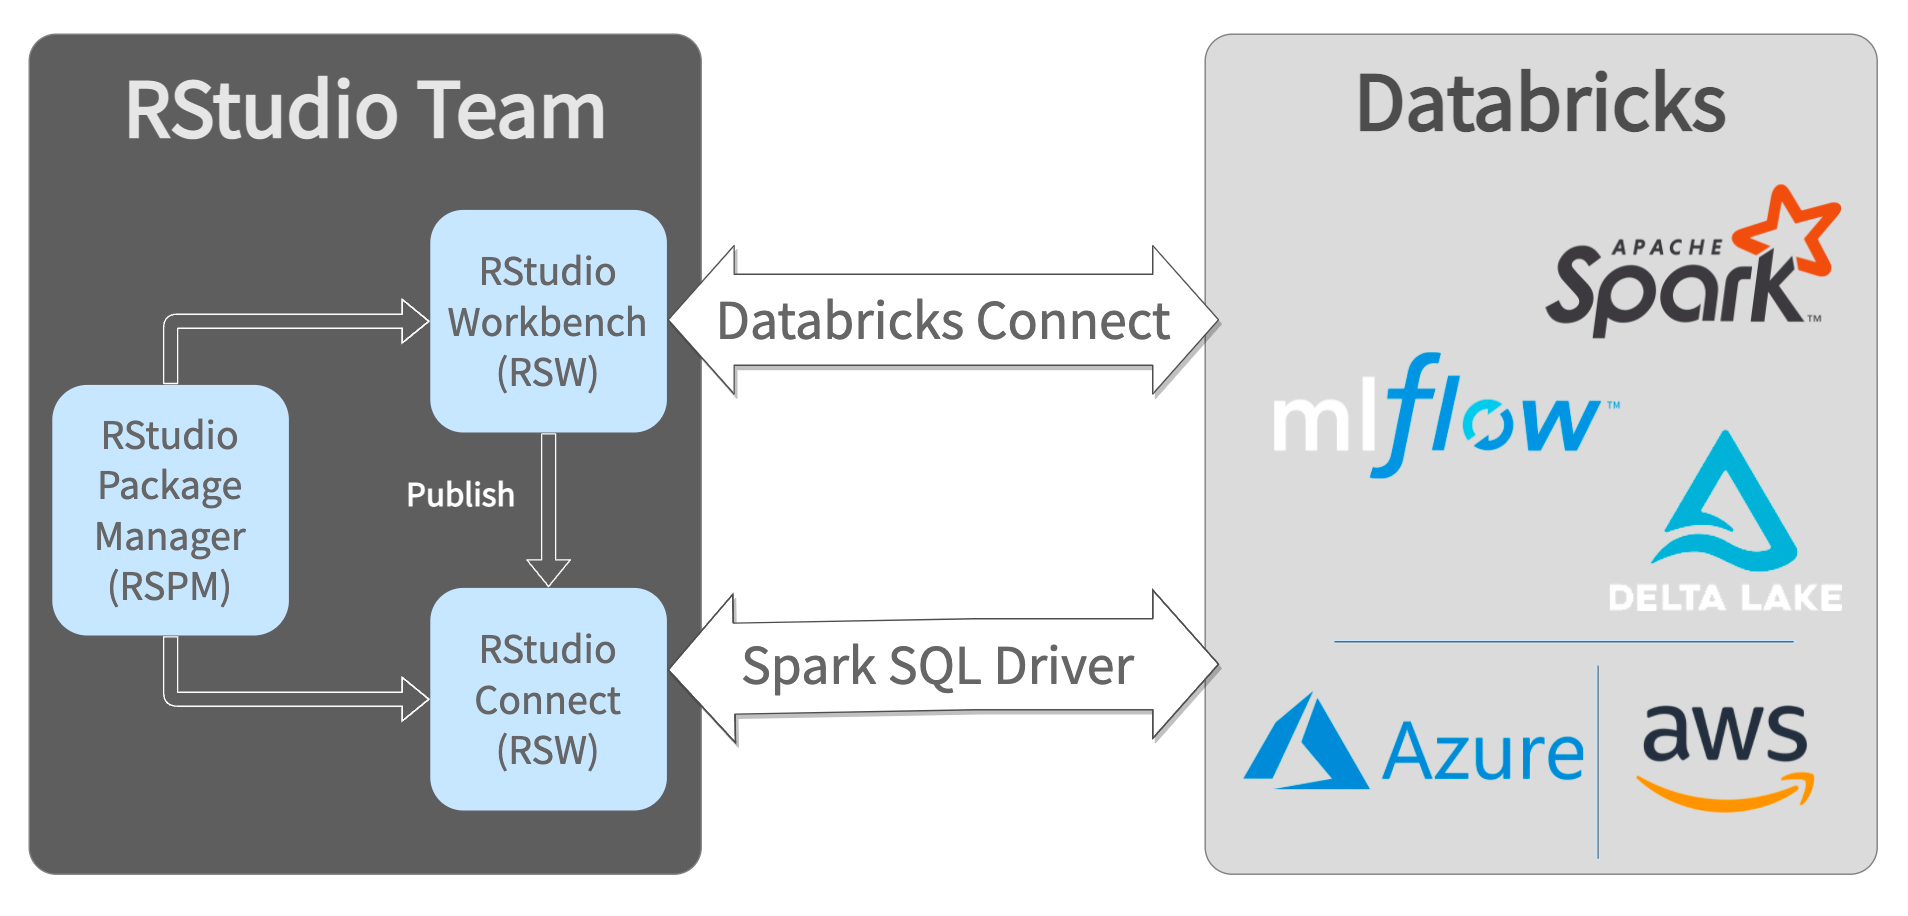 RStudio Team
RStudio
Workbench
(RSW)
RStudio
Package
Manager
(RSPM)
Publish
RStudio
Connect
(RSW)
Databricks Connect
Spark SQL Driver
Databricks
APACHE
Spark™
mlflow™
DELTA LAKE
Azure
aws